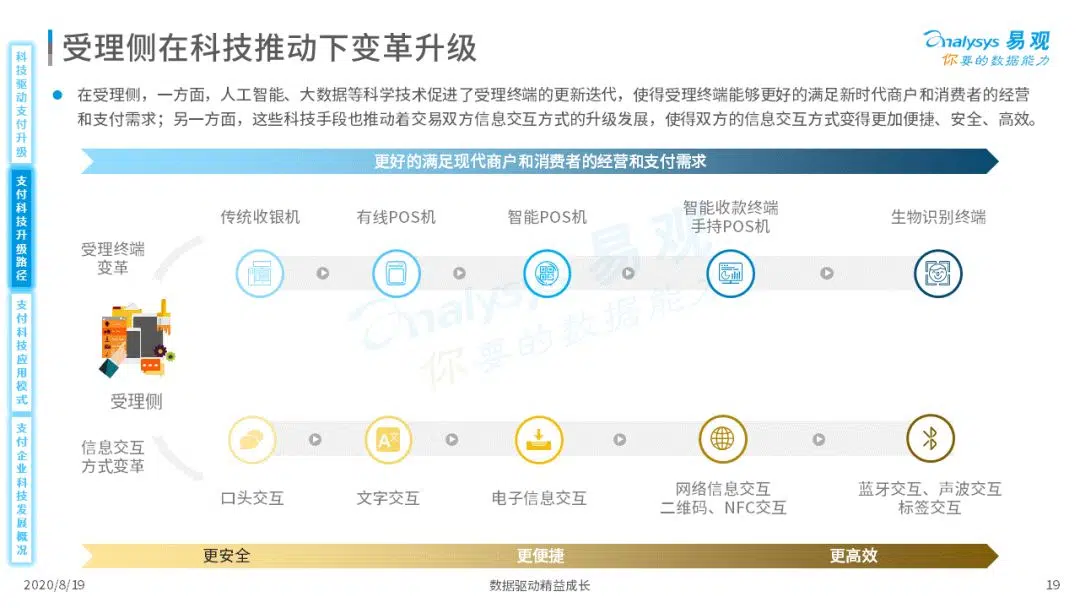 受理侧在科技推动下变革升级
analysys 易观
你要的数据能力
科技驱动支付升级
支付科技升级路径
支付科技应用模式
支付企业科技发展概况
在受理侧，一方面，人工智能、大数据等科学技术促进了受理终端的更新迭代，使得受理终端能够更好的满足新时代商户和消费者的经营
和支付需求；另一方面，这些科技手段也推动着交易双方信息交互方式的升级发展，使得双方的信息交互方式变得更加便捷、安全、高效。
更好的满足现代商户和消费者的经营和支付需求
受理终端
变革
传统收银机
有线POS机
智能POS机
智能收款终端
手持POS机
生物识别终端
analysys 易观
你要的数据能力
受理侧
信息交互
方式变革
口头交互
文字交互
电子信息交互
网络信息交互
二维码、NFC交互
蓝牙交互、声波交互
标签交互
更安全
更便捷
更高效
2020/8/19
数据驱动精益成长
19